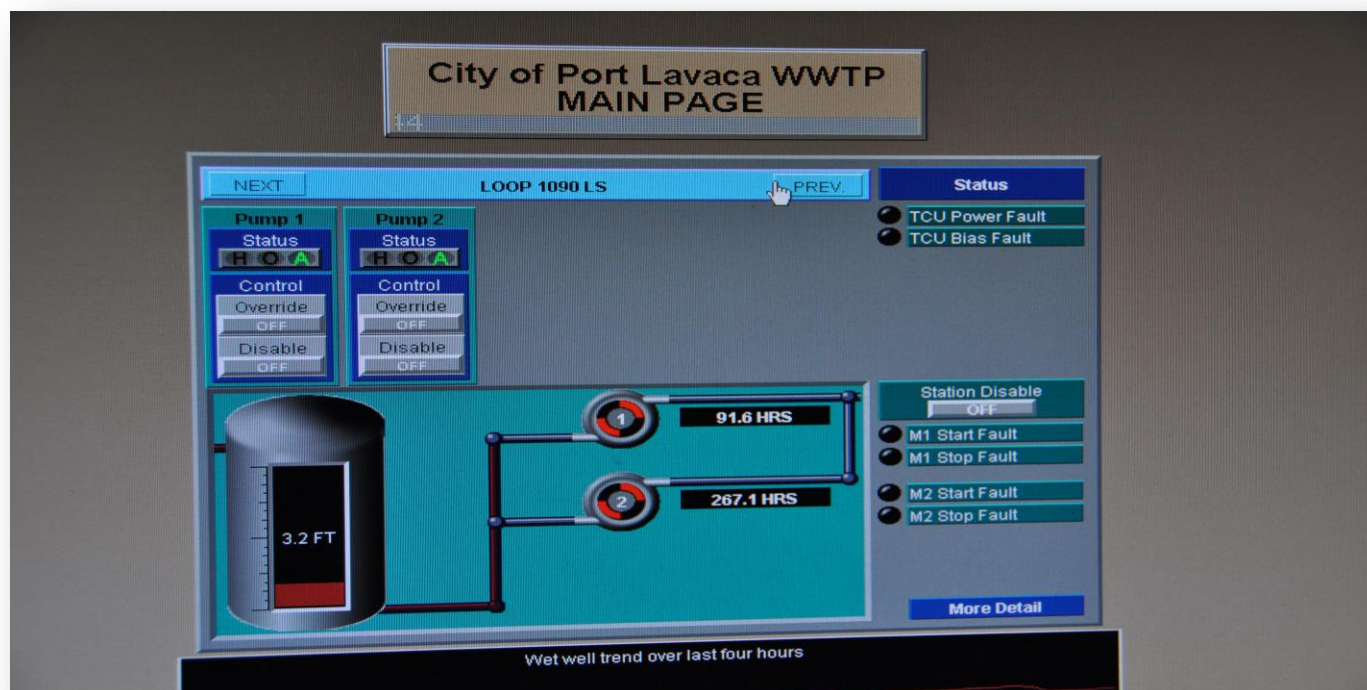 City of Port Lavaca WWTP
MAIN PAGE
14
NEXT
LOOP 1090 LS
PREV.
Status
Pump 1
Status
H O A
Control
Override
OFF
Disable
OFF
Pump 2
Status
H O A
Control
Override
OFF
Disable
OFF
TCU Power Fault
TCU Bias Fault
3.2 FT
1
91.6 HRS
2
267.1 HRS
Station Disable
OFF
M1 Start Fault
M1 Stop Fault
M2 Start Fault
M2 Stop Fault
More Detail
Wet well trend over last four hours